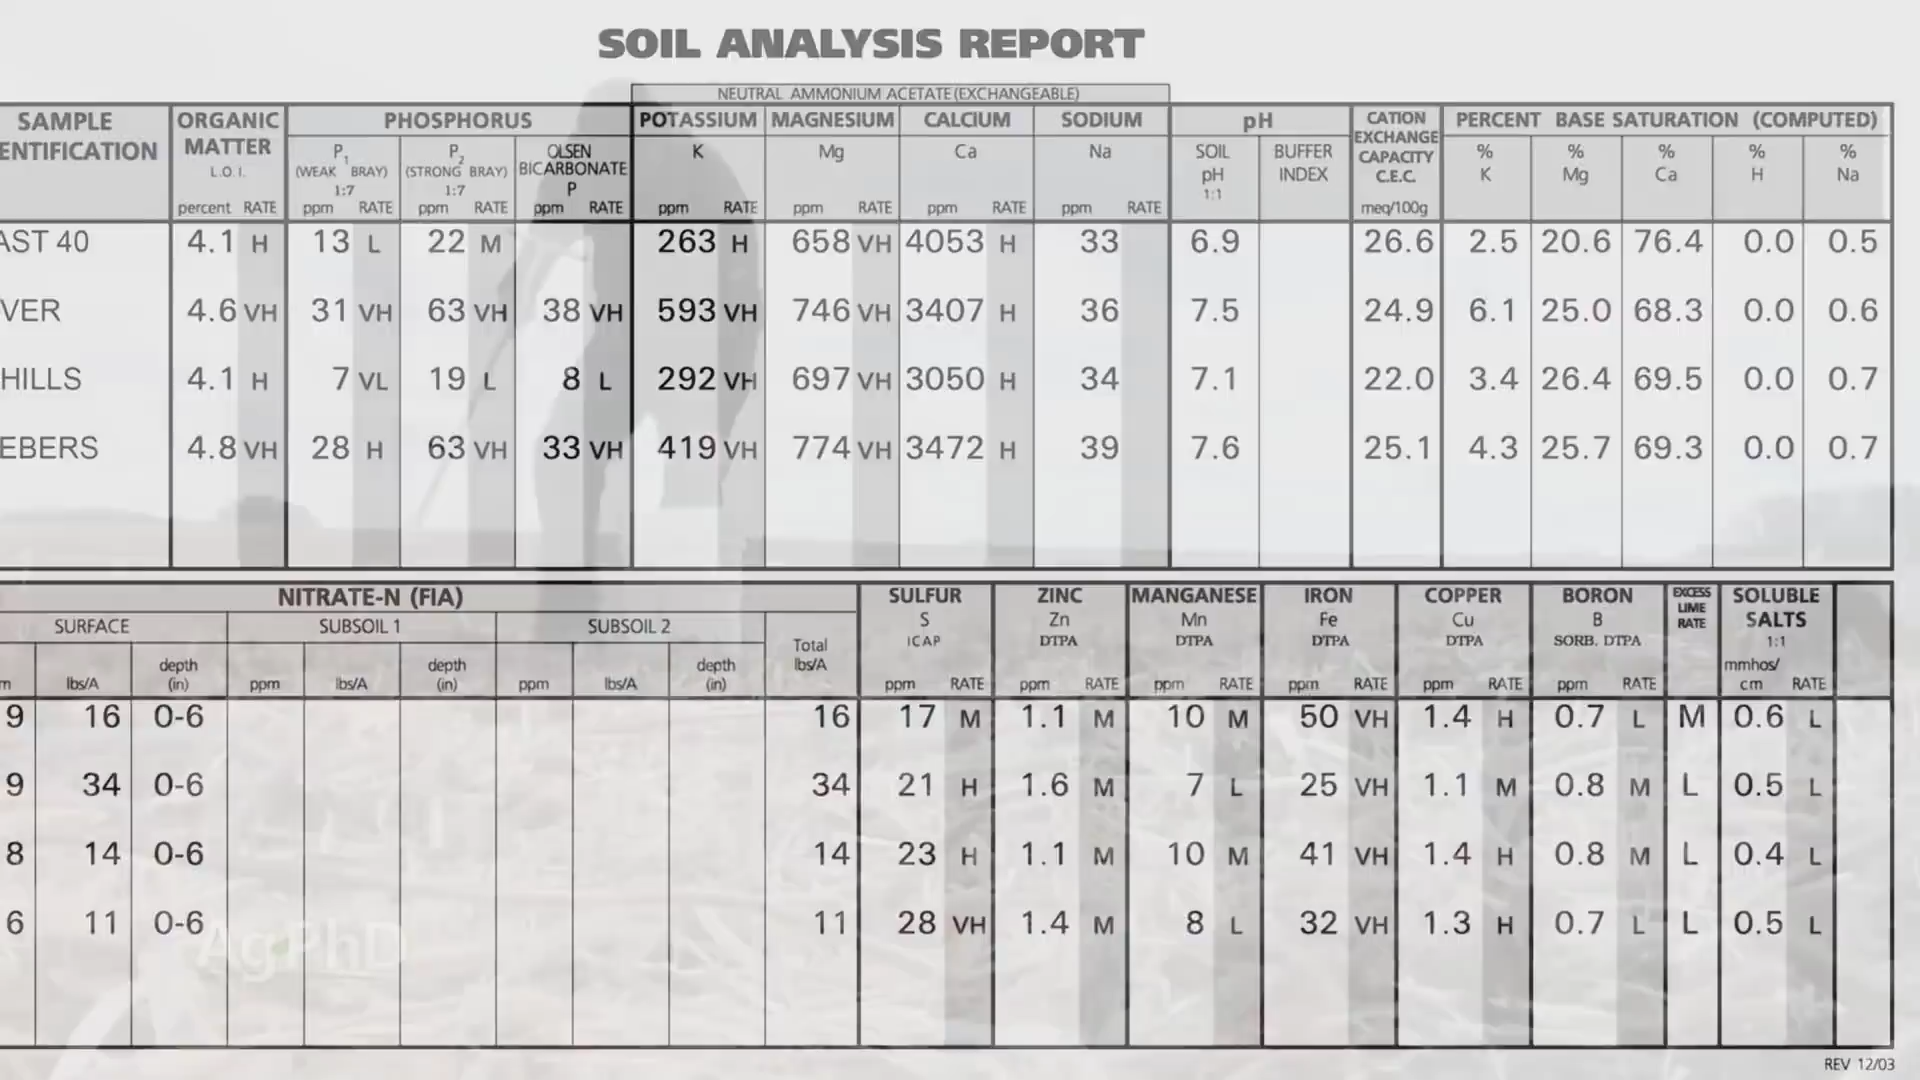 SOIL ANALYSIS REPORT
NEUTRAL AMMONIUM ACETATE (EXCHANGEABLE)
SAMPLE ENTIFICATION ORGANIC MATTER L.O.I. PHOSPHORUS POTASSIUM MAGNESIUM CALCIUM SODIUM pH CATION EXCHANGE CAPACITY C.E.C. PERCENT BASE SATURATION (COMPUTED)
P1 (WEAK BRAY) 1:7 P2 (STRONG BRAY) 1:7 OLSEN BICARBONATE P K Mg Ca Na SOIL pH 1:1 BUFFER INDEX % K % Mg % Ca % H % Na
percent RATE ppm RATE ppm RATE ppm RATE ppm RATE ppm RATE ppm RATE ppm RATE meq/100g
AST 40 4.1 H 13 L 22 M 263 H 658 VH 4053 H 33 6.9 26.6 2.5 20.6 76.4 0.0 0.5
VER 4.6 VH 31 VH 63 VH 38 VH 593 VH 746 VH 3407 H 36 7.5 24.9 6.1 25.0 68.3 0.0 0.6
HILLS 4.1 H 7 VL 19 L 8 L 292 VH 697 VH 3050 H 34 7.1 22.0 3.4 26.4 69.5 0.0 0.7
EBERS 4.8 VH 28 H 63 VH 33 VH 419 VH 774 VH 3472 H 39 7.6 25.1 4.3 25.7 69.3 0.0 0.7
NITRATE-N (FIA) SULFUR ZINC MANGANESE IRON COPPER BORON EXCESS LIME RATE SOLUBLE SALTS
SURFACE SUBSOIL 1 SUBSOIL 2 Total lbs/A S ICAP Zn DTPA Mn DTPA Fe DTPA Cu DTPA B SORB. DTPA 1:1
m lbs/A depth (in) ppm lbs/A depth (in) ppm lbs/A depth (in) ppm RATE ppm RATE ppm RATE ppm RATE ppm RATE ppm RATE mmhos/ cm RATE
9 16 0-6 16 17 M 1.1 M 10 M 50 VH 1.4 H 0.7 L M 0.6 L
9 34 0-6 34 21 H 1.6 M 7 L 25 VH 1.1 M 0.8 M L 0.5 L
8 14 0-6 14 23 H 1.1 M 10 M 41 VH 1.4 H 0.8 M L 0.4 L
6 11 0-6 11 28 VH 1.4 M 8 L 32 VH 1.3 H 0.7 L L 0.5 L
AgPhD
REV 12/03